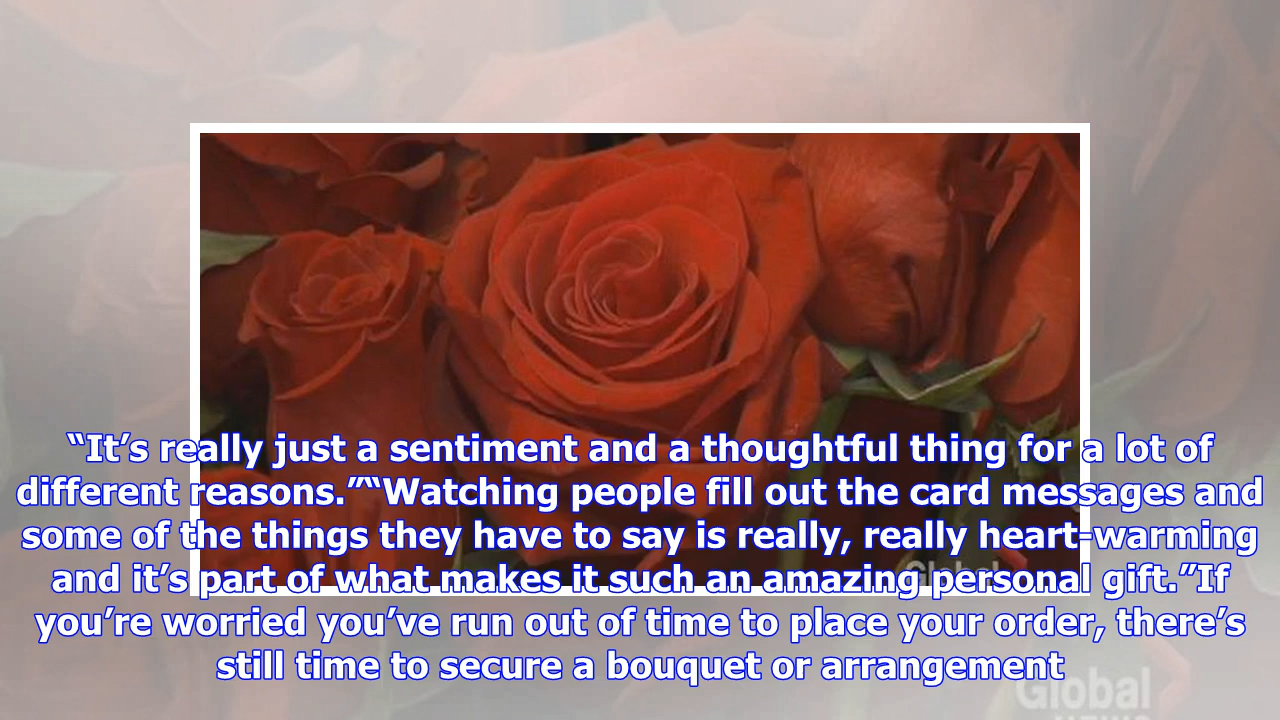 “It’s really just a sentiment and a thoughtful thing for a lot of
different reasons.”“Watching people fill out the card messages and
some of the things they have to say is really, really heart-warming
and it’s part of what makes it such an amazing personal gift.”If
you’re worried you’ve run out of time to place your order, there’s
still time to secure a bouquet or arrangement
Global
Global
NEWS